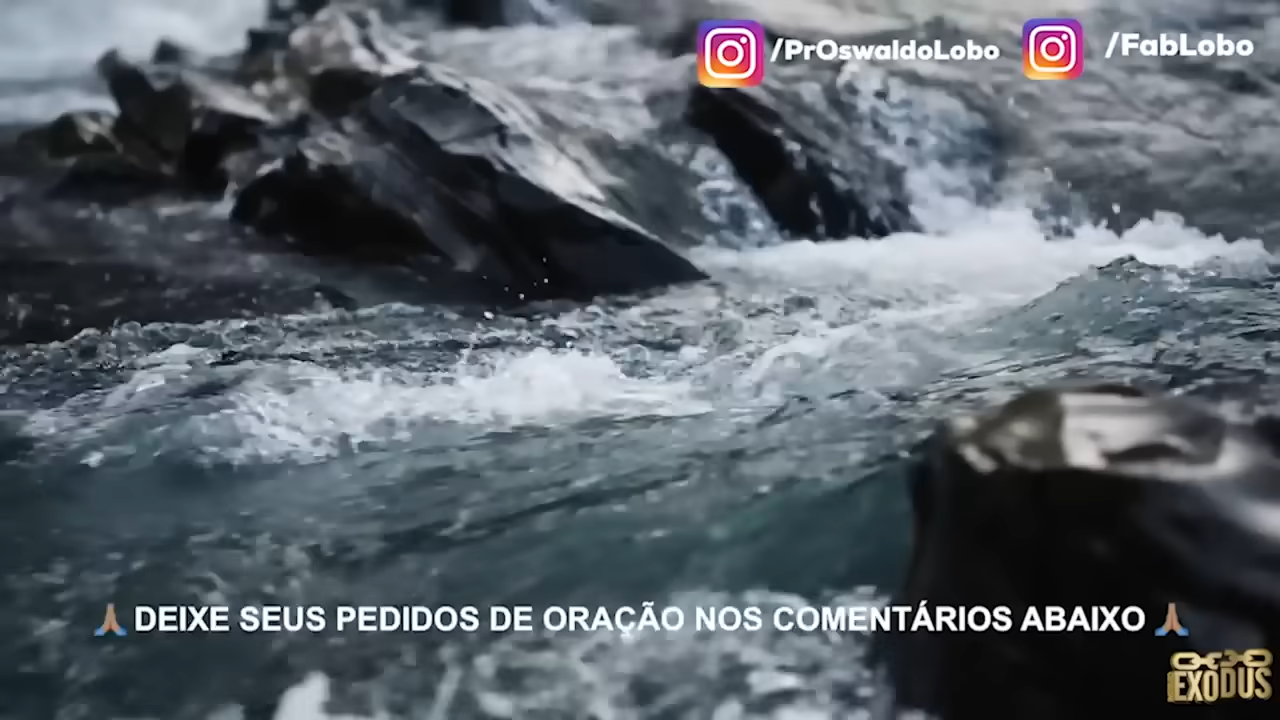 /PrOswaldoLobo /FabLobo
🙏🏽 DEIXE SEUS PEDIDOS DE ORAÇÃO NOS COMENTÁRIOS ABAIXO 🙏🏽
EXODUS